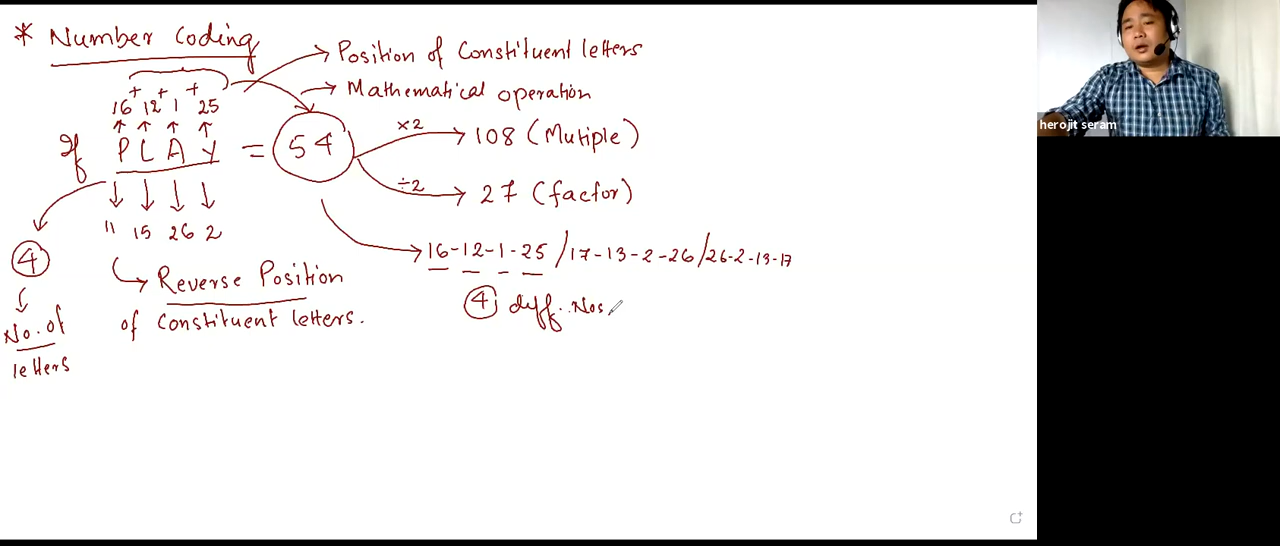 * Number Coding
→ Position of Constituent letters
+ + +
16 12 1 25
→ Mathematical operation
If PLAY = 54
×2 → 108 (Mutiple)
÷2 → 27 (factor)
11 15 26 2
④
→ 16-12-1-25/17-13-2-26/26-2-13-17
↳ Reverse Position
of Constituent letters.
④ diff. Nos
No. of
letters
herojit seram